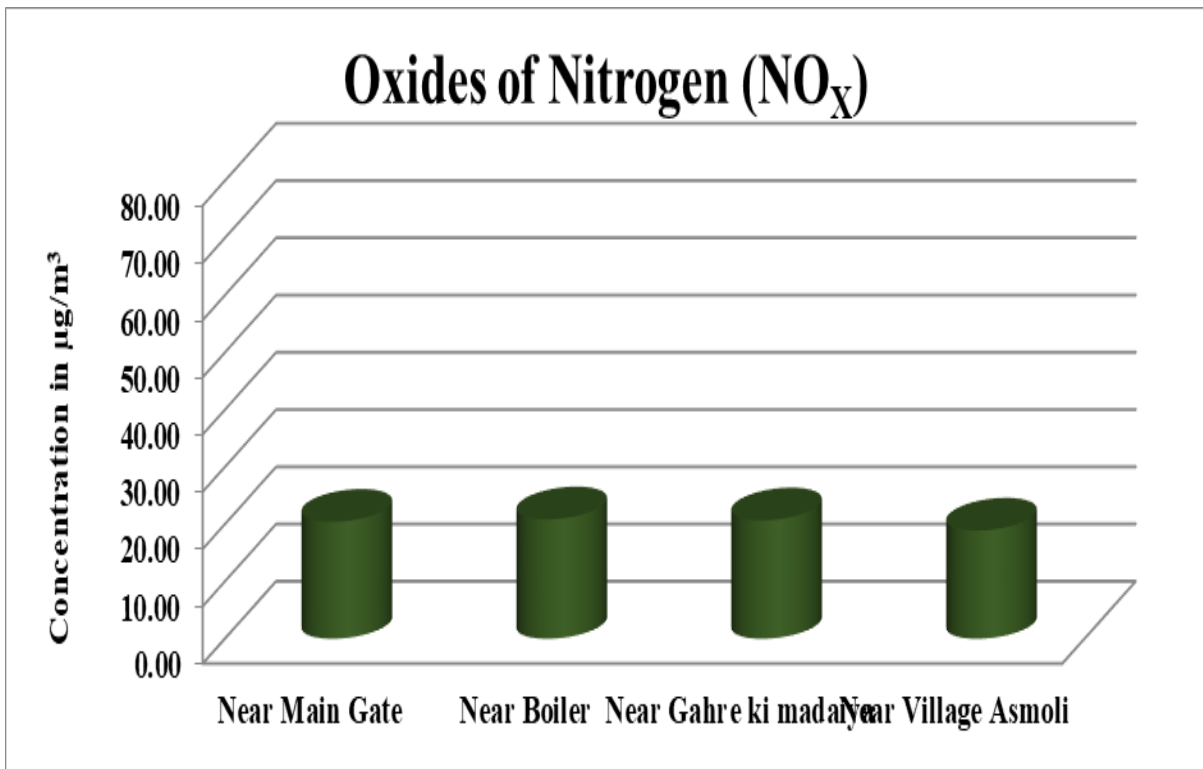 Oxides of Nitrogen (NOX)
Concentration in µg/m³
80.00
70.00
60.00
50.00
40.00
30.00
20.00
10.00
0.00
Near Main Gate
Near Boiler
Near Gahre ki madaiya
Near Village Asmoli